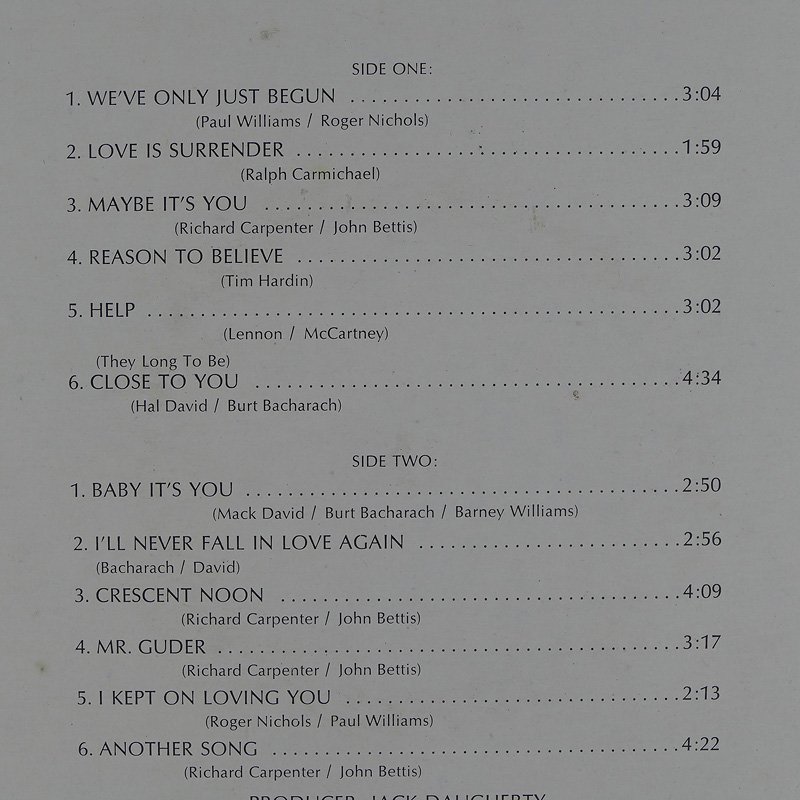 SIDE ONE:
1. WE'VE ONLY JUST BEGUN ................................3:04
(Paul Williams / Roger Nichols)
2. LOVE IS SURRENDER .....................................1:59
(Ralph Carmichael)
3. MAYBE IT'S YOU ........................................3:09
(Richard Carpenter / John Bettis)
4. REASON TO BELIEVE .....................................3:02
(Tim Hardin)
5. HELP ...................................................3:02
(Lennon / McCartney)
(They Long To Be)
6. CLOSE TO YOU .........................................4:34
(Hal David / Burt Bacharach)
SIDE TWO:
1. BABY IT'S YOU ..........................................2:50
(Mack David / Burt Bacharach / Barney Williams)
2. I'LL NEVER FALL IN LOVE AGAIN .........................2:56
(Bacharach / David)
3. CRESCENT NOON .......................................4:09
(Richard Carpenter / John Bettis)
4. MR. GUDER .............................................3:17
(Richard Carpenter / John Bettis)
5. I KEPT ON LOVING YOU ................................2:13
(Roger Nichols / Paul Williams)
6. ANOTHER SONG .......................................4:22
(Richard Carpenter / John Bettis)
PRODUCER: JACK DAUGHERTY